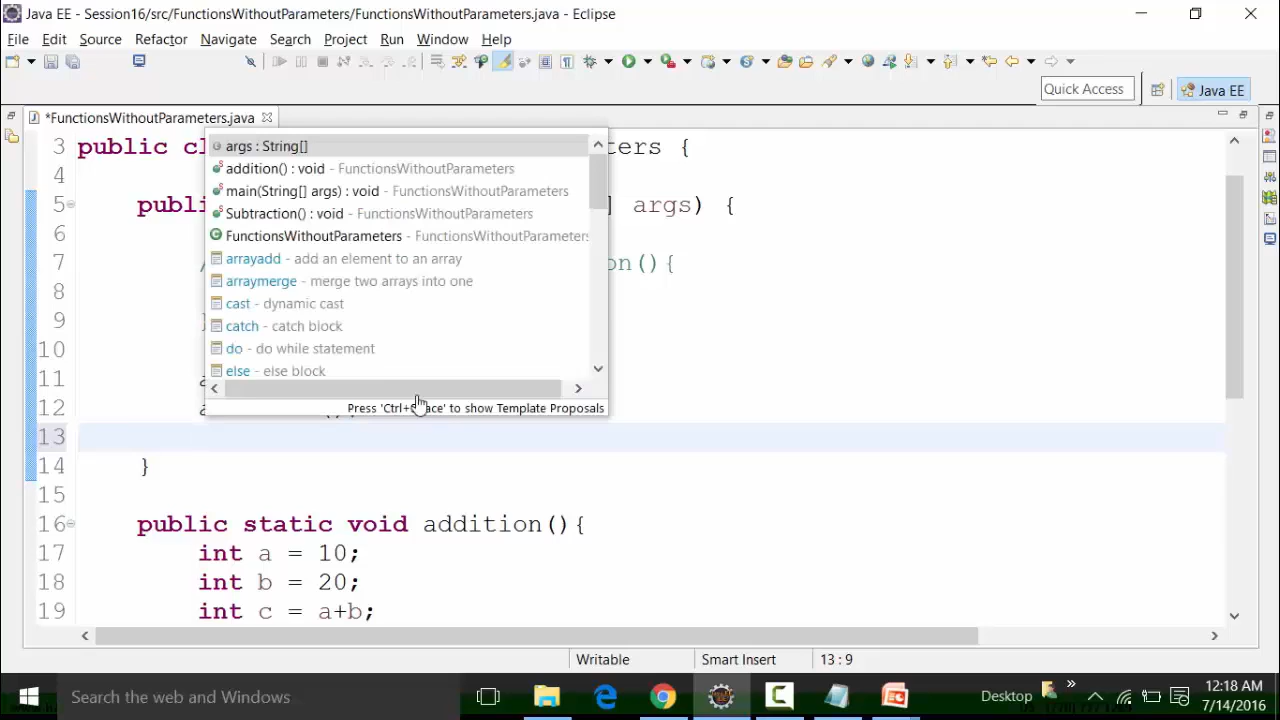 Java EE - Session16/src/FunctionsWithoutParameters/FunctionsWithoutParameters.java - Eclipse
File Edit Source Refactor Navigate Search Project Run Window Help
Quick Access
Java EE
*FunctionsWithoutParameters.java
3 public cl ters {
4
5 publi ] args) {
6
7 / on(){
8
9
10
11
12
13
14 }
15
16 public static void addition(){
17 int a = 10;
18 int b = 20;
19 int c = a+b;
args : String[]
addition() : void - FunctionsWithoutParameters
main(String[] args) : void - FunctionsWithoutParameters
Subtraction() : void - FunctionsWithoutParameters
FunctionsWithoutParameters - FunctionsWithoutParameters
arrayadd - add an element to an array
arraymerge - merge two arrays into one
cast - dynamic cast
catch - catch block
do - do while statement
else - else block
Press 'Ctrl+Space' to show Template Proposals
Writable Smart Insert 13 : 9
Search the web and Windows
Desktop
12:18 AM
7/14/2016